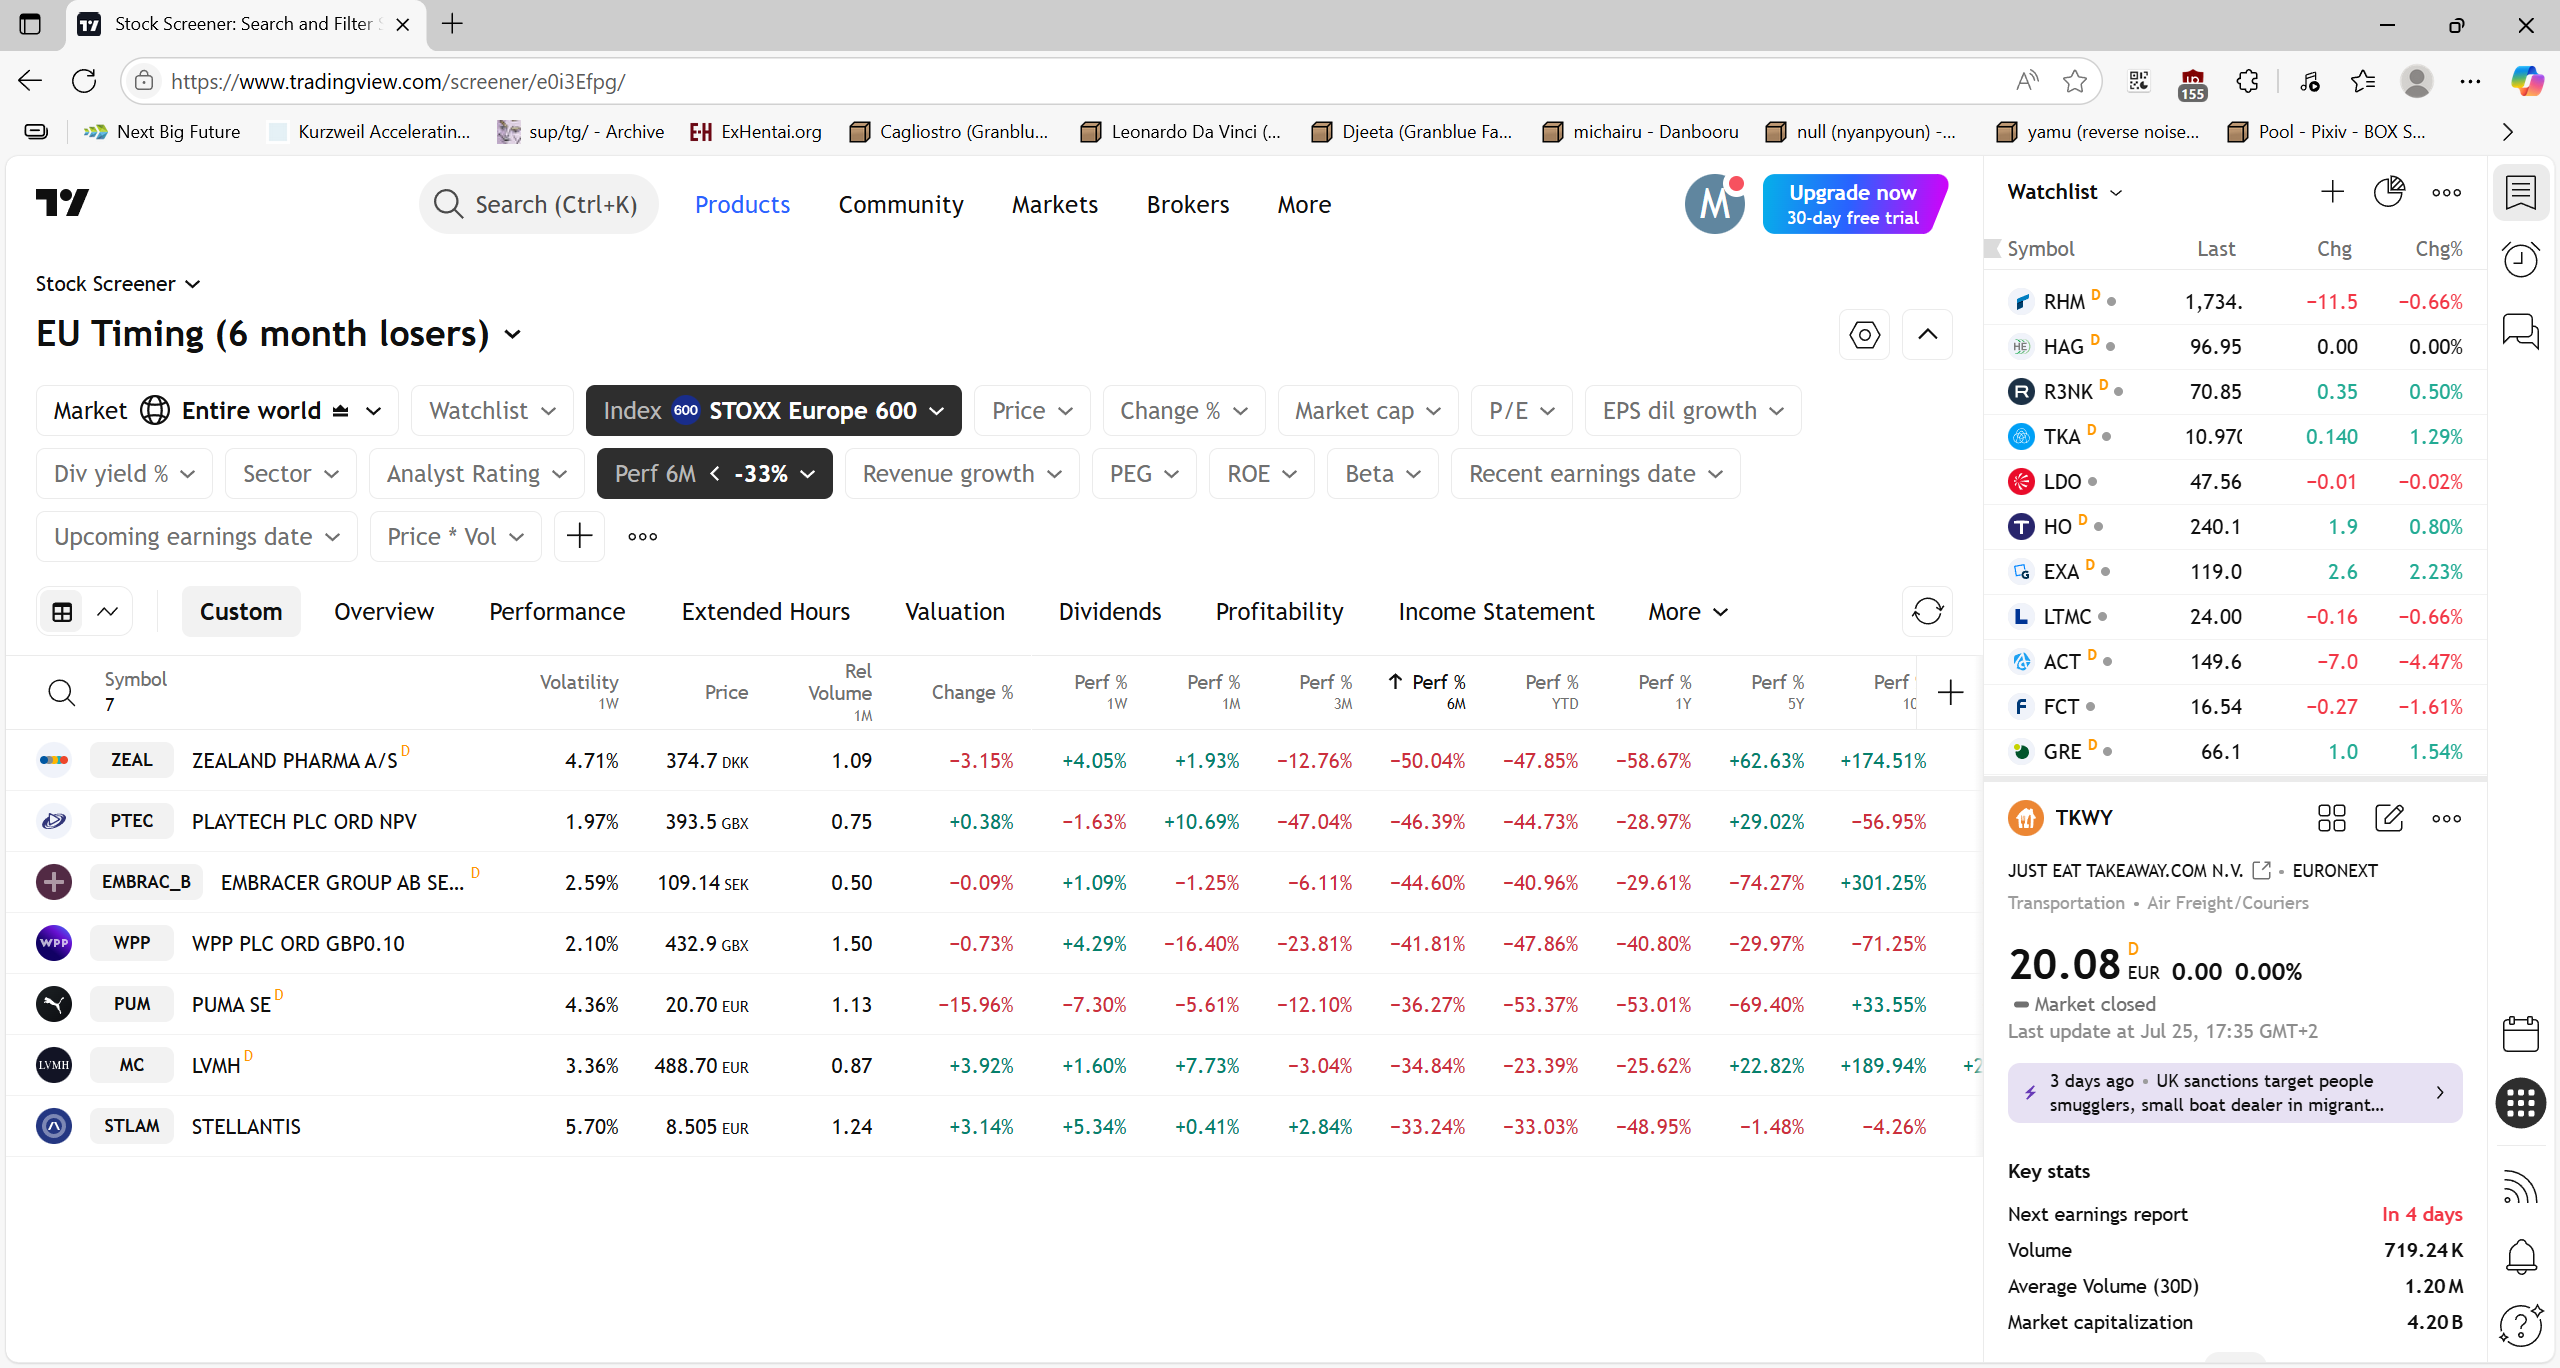 Stock Screener: Search and Filter S
https://www.tradingview.com/screener/e0i3Efpg/
155
Next Big Future
Kurzweil Acceleratin...
sup/tg/ - Archive
ExHentai.org
Cagliostro (Granblu...
Leonardo Da Vinci (...
Djeeta (Granblue Fa...
michairu - Danbooru
null (nyanpyoun) -...
yamu (reverse noise...
Pool - Pixiv - BOX S...
Search (Ctrl+K) Products Community Markets Brokers More
M
Upgrade now
30-day free trial
Stock Screener
EU Timing (6 month losers)
Market Entire world Watchlist Index 600 STOXX Europe 600 Price Change % Market cap P/E EPS dil growth
Div yield % Sector Analyst Rating Perf 6M < -33% Revenue growth PEG ROE Beta Recent earnings date
Upcoming earnings date Price * Vol
Custom Overview Performance Extended Hours Valuation Dividends Profitability Income Statement More
Symbol 7 Volatility 1W Price Rel Volume 1M Change % Perf % 1W Perf % 1M Perf % 3M ↑ Perf % 6M Perf % YTD Perf % 1Y Perf % 5Y Perf 10
ZEAL ZEALAND PHARMA A/S D 4.71% 374.7 DKK 1.09 −3.15% +4.05% +1.93% −12.76% −50.04% −47.85% −58.67% +62.63% +174.51%
PTEC PLAYTECH PLC ORD NPV 1.97% 393.5 GBX 0.75 +0.38% −1.63% +10.69% −47.04% −46.39% −44.73% −28.97% +29.02% −56.95%
EMBRAC_B EMBRACER GROUP AB SE... D 2.59% 109.14 SEK 0.50 −0.09% +1.09% −1.25% −6.11% −44.60% −40.96% −29.61% −74.27% +301.25%
WPP WPP WPP PLC ORD GBP0.10 2.10% 432.9 GBX 1.50 −0.73% +4.29% −16.40% −23.81% −41.81% −47.86% −40.80% −29.97% −71.25%
PUM PUMA SE D 4.36% 20.70 EUR 1.13 −15.96% −7.30% −5.61% −12.10% −36.27% −53.37% −53.01% −69.40% +33.55%
LVMH MC LVMH D 3.36% 488.70 EUR 0.87 +3.92% +1.60% +7.73% −3.04% −34.84% −23.39% −25.62% +22.82% +189.94% +2
STLAM STELLANTIS 5.70% 8.505 EUR 1.24 +3.14% +5.34% +0.41% +2.84% −33.24% −33.03% −48.95% −1.48% −4.26%
Watchlist
Symbol Last Chg Chg%
RHM D 1,734. −11.5 −0.66%
HE HAG D 96.95 0.00 0.00%
R R3NK D 70.85 0.35 0.50%
TKA D 10.970 0.140 1.29%
LDO 47.56 −0.01 −0.02%
T HO D 240.1 1.9 0.80%
G EXA D 119.0 2.6 2.23%
L LTMC 24.00 −0.16 −0.66%
ACT D 149.6 −7.0 −4.47%
F FCT 16.54 −0.27 −1.61%
GRE D 66.1 1.0 1.54%
TKWY
JUST EAT TAKEAWAY.COM N.V. • EURONEXT
Transportation • Air Freight/Couriers
20.08 D EUR 0.00 0.00%
Market closed
Last update at Jul 25, 17:35 GMT+2
3 days ago • UK sanctions target people
smugglers, small boat dealer in migrant...
Key stats
Next earnings report In 4 days
Volume 719.24 K
Average Volume (30D) 1.20 M
Market capitalization 4.20 B